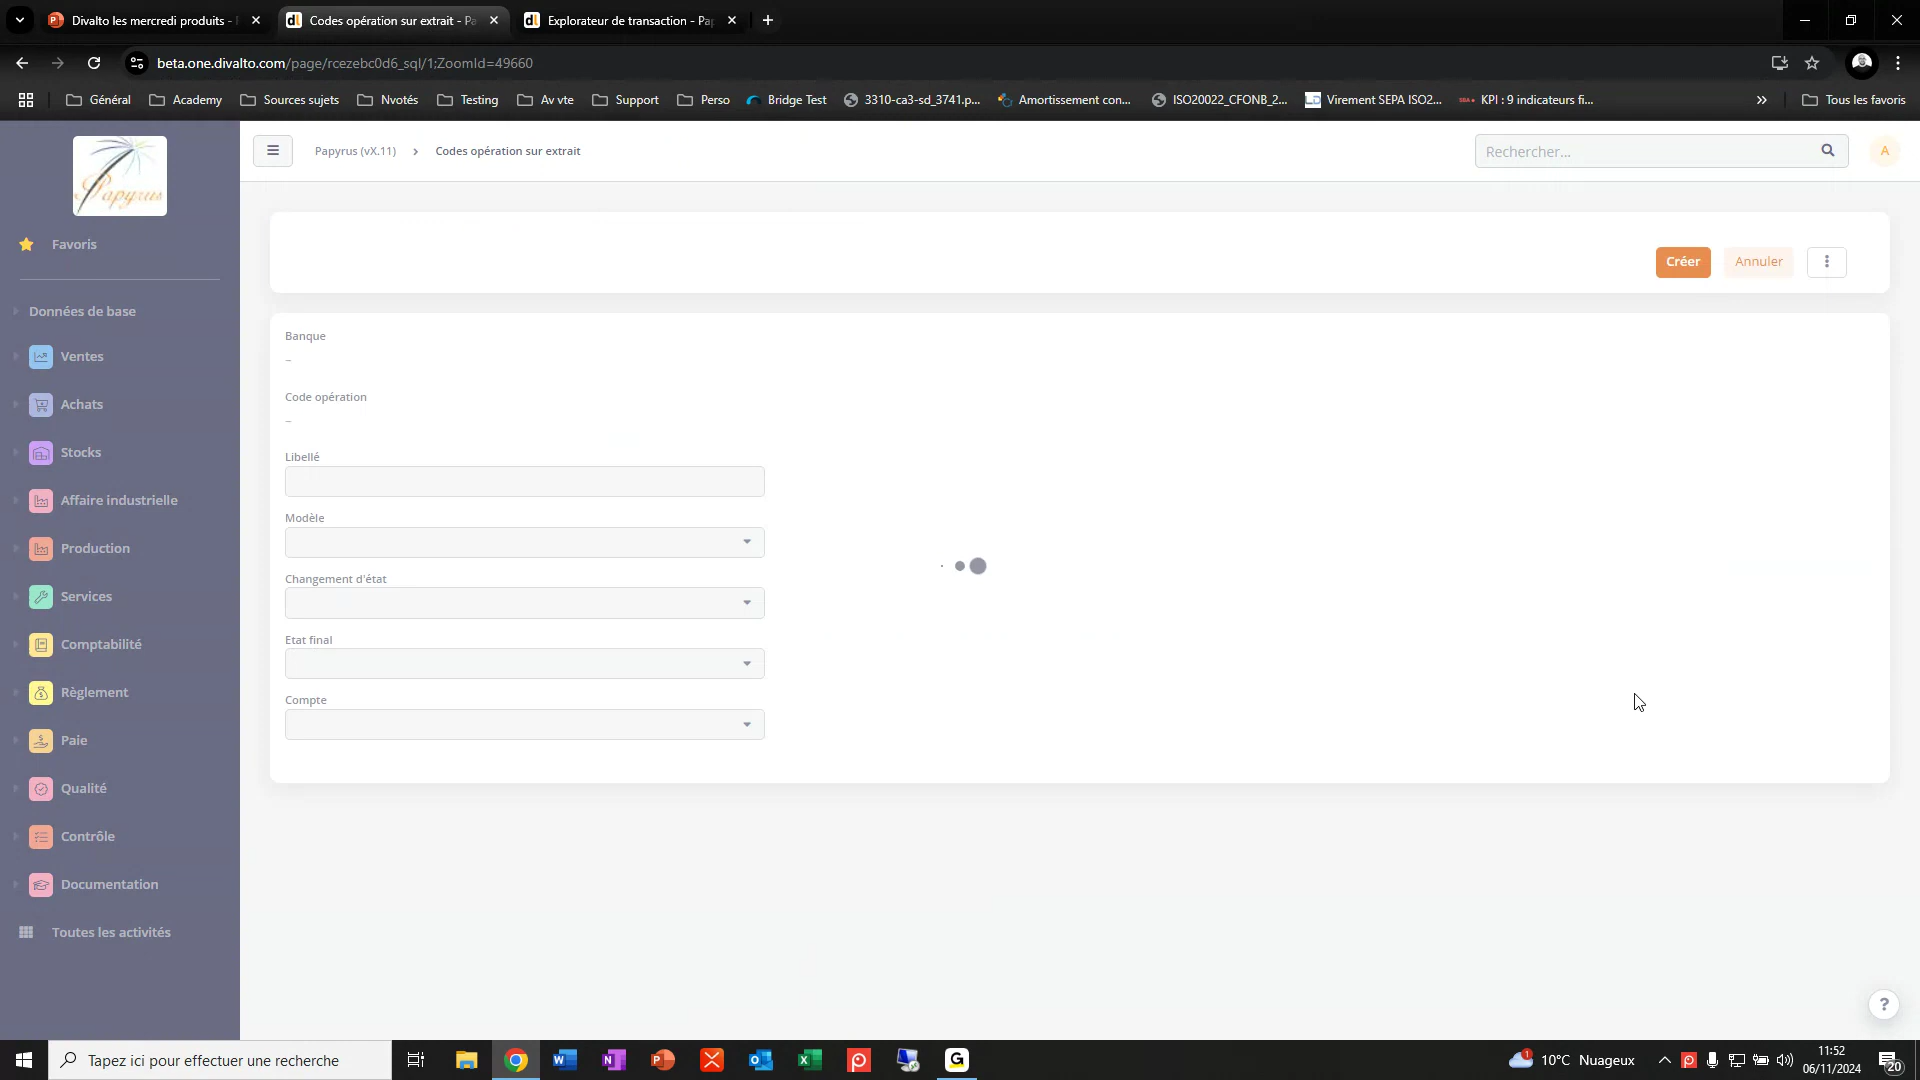 Divalto les mercredi produits -
Codes opération sur extrait - Pa
Explorateur de transaction - Pap
beta.one.divalto.com/page/rcezebc0d6_sql/1;ZoomId=49660
Général
Academy
Sources sujets
Nvotés
Testing
Av vte
Support
Perso
Bridge Test
3310-ca3-sd_3741.p...
Amortissement con...
ISO20022_CFONB_2...
Virement SEPA ISO2...
KPI : 9 indicateurs fi...
Tous les favoris
Papyrus
Papyrus (vX.11)
Codes opération sur extrait
Rechercher...
A
Favoris
Données de base
Ventes
Achats
Stocks
Affaire industrielle
Production
Services
Comptabilité
Règlement
Paie
Qualité
Contrôle
Documentation
Toutes les activités
Créer
Annuler
Banque
–
Code opération
–
Libellé
Modèle
Changement d'état
Etat final
Compte
?
Tapez ici pour effectuer une recherche
1
10°C Nuageux
11:52
06/11/2024
20